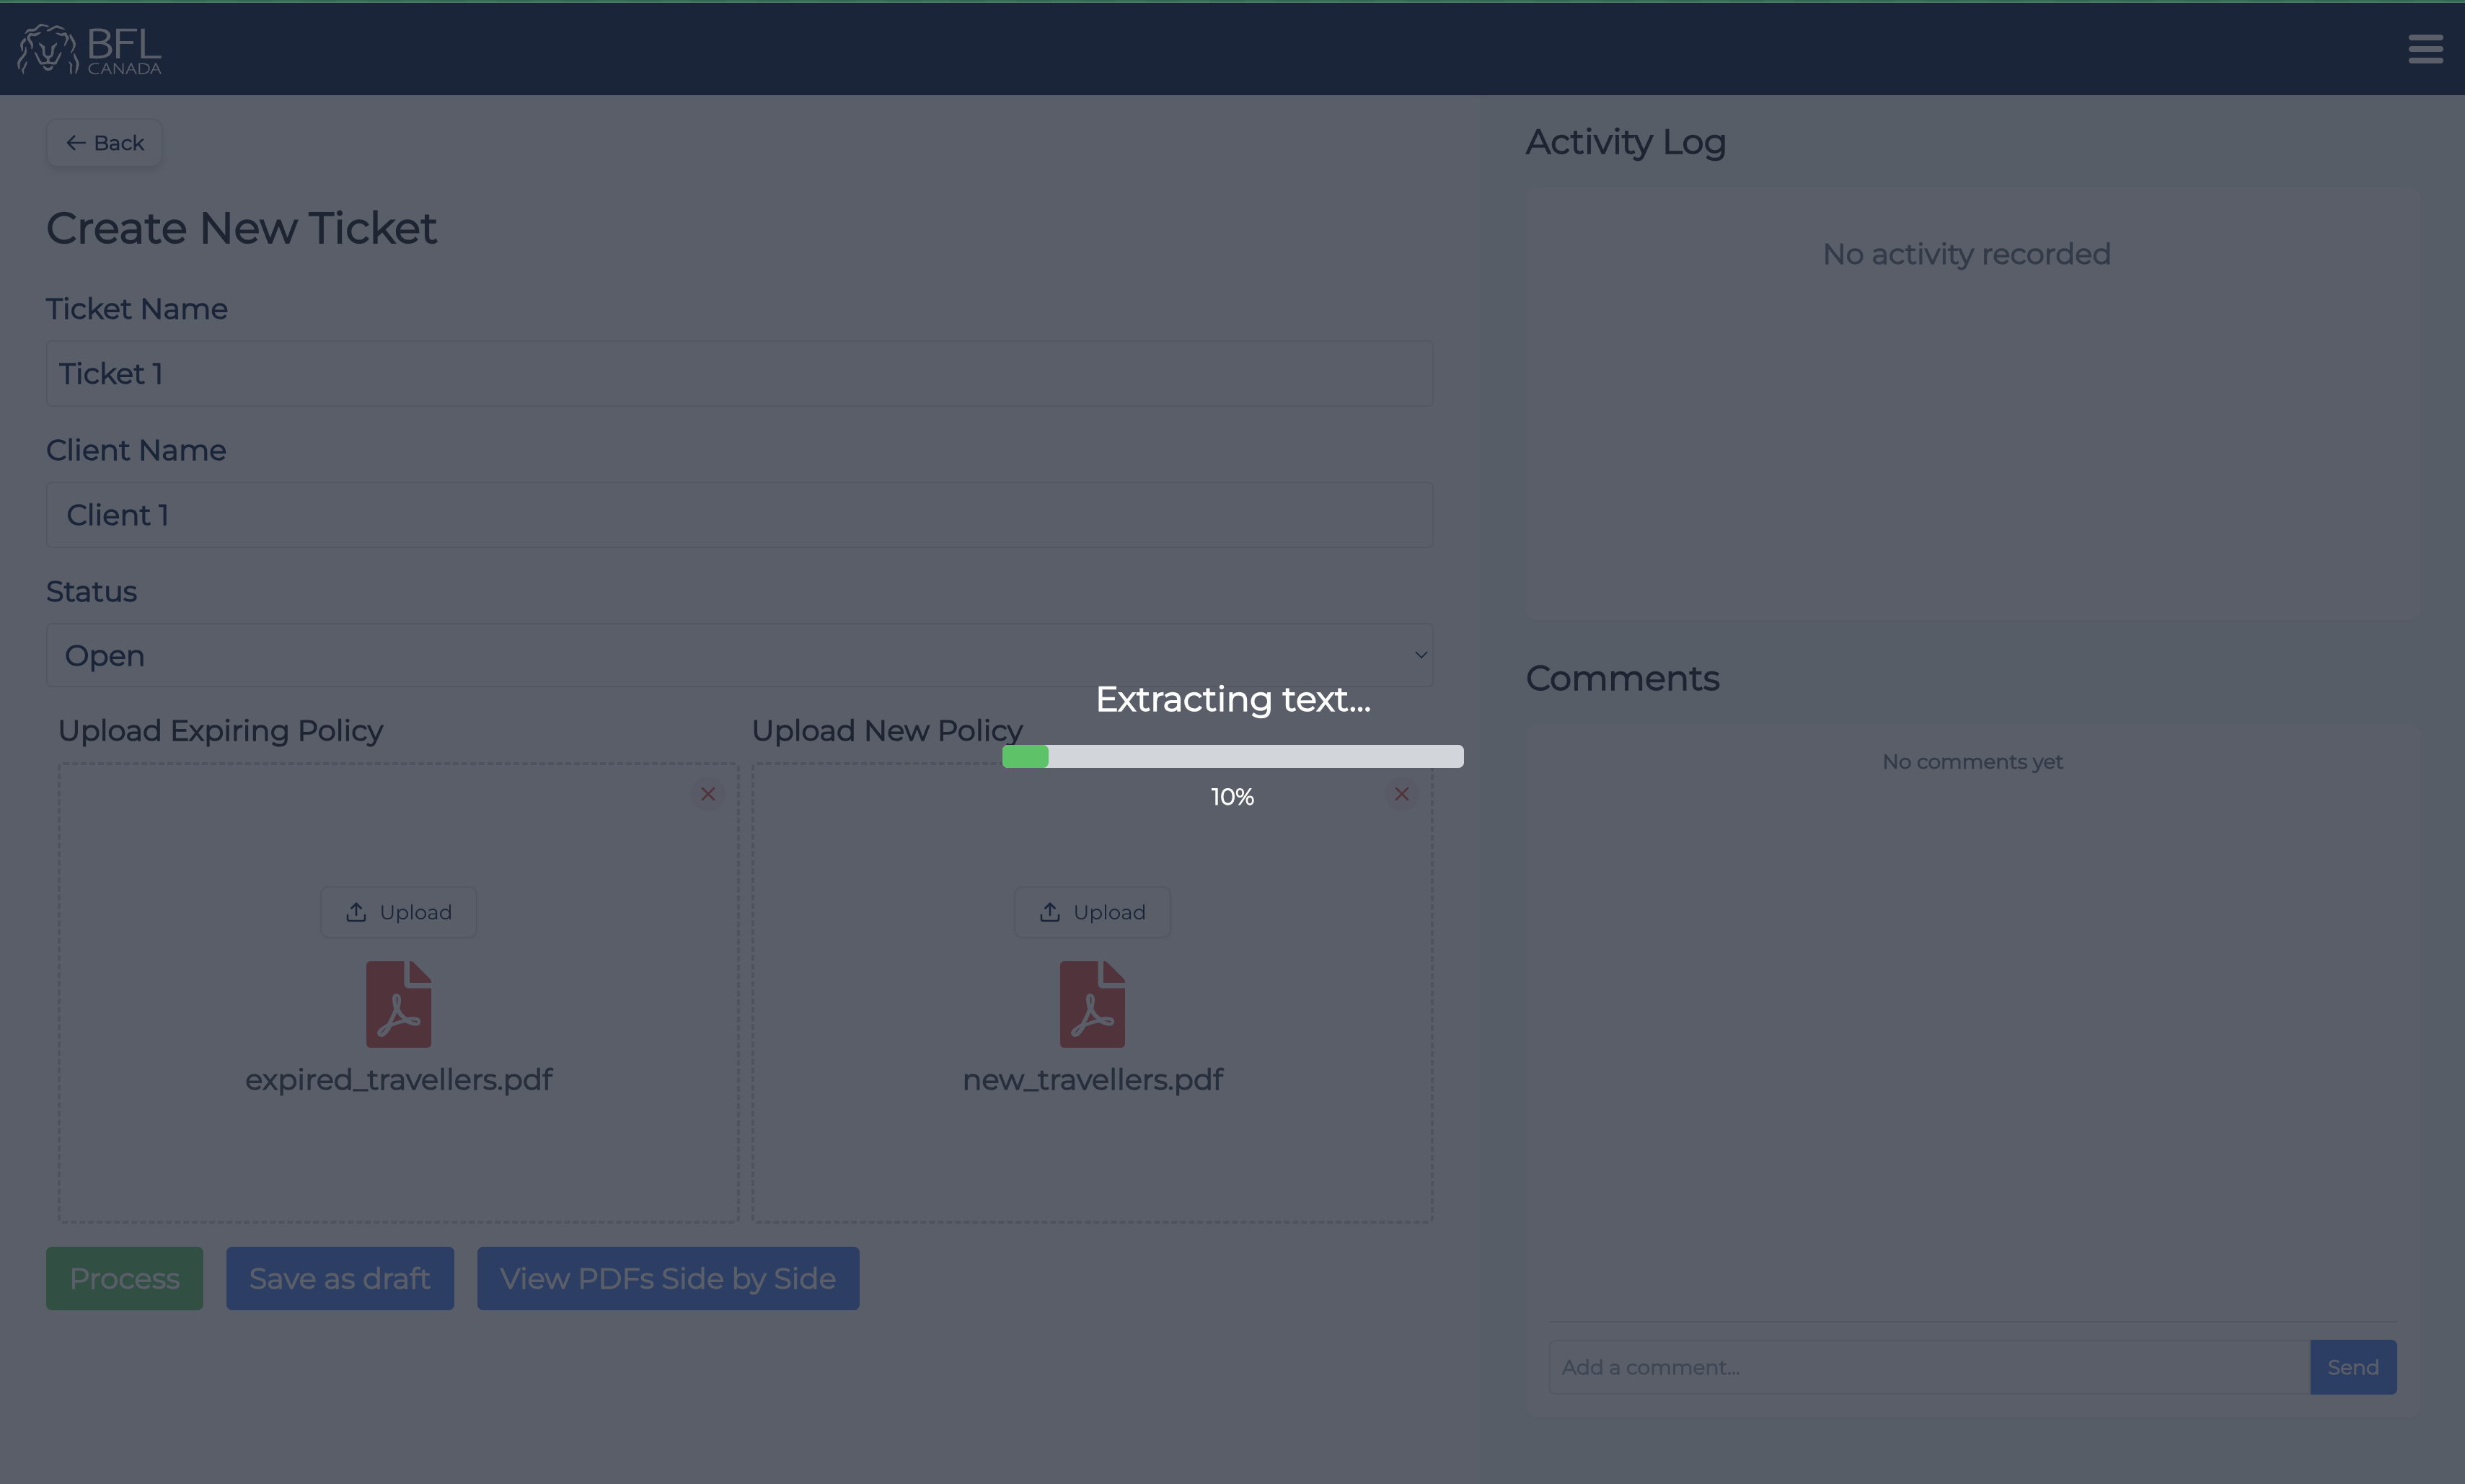 BFL
CANADA
Back
Create New Ticket
Ticket Name
Ticket 1
Client Name
Client 1
Status
Open
Upload Expiring Policy
Upload New Policy
Upload
expired_travellers.pdf
Upload
new_travellers.pdf
Process
Save as draft
View PDFs Side by Side
Extracting text...
10%
Activity Log
No activity recorded
Comments
No comments yet
Add a comment...
Send